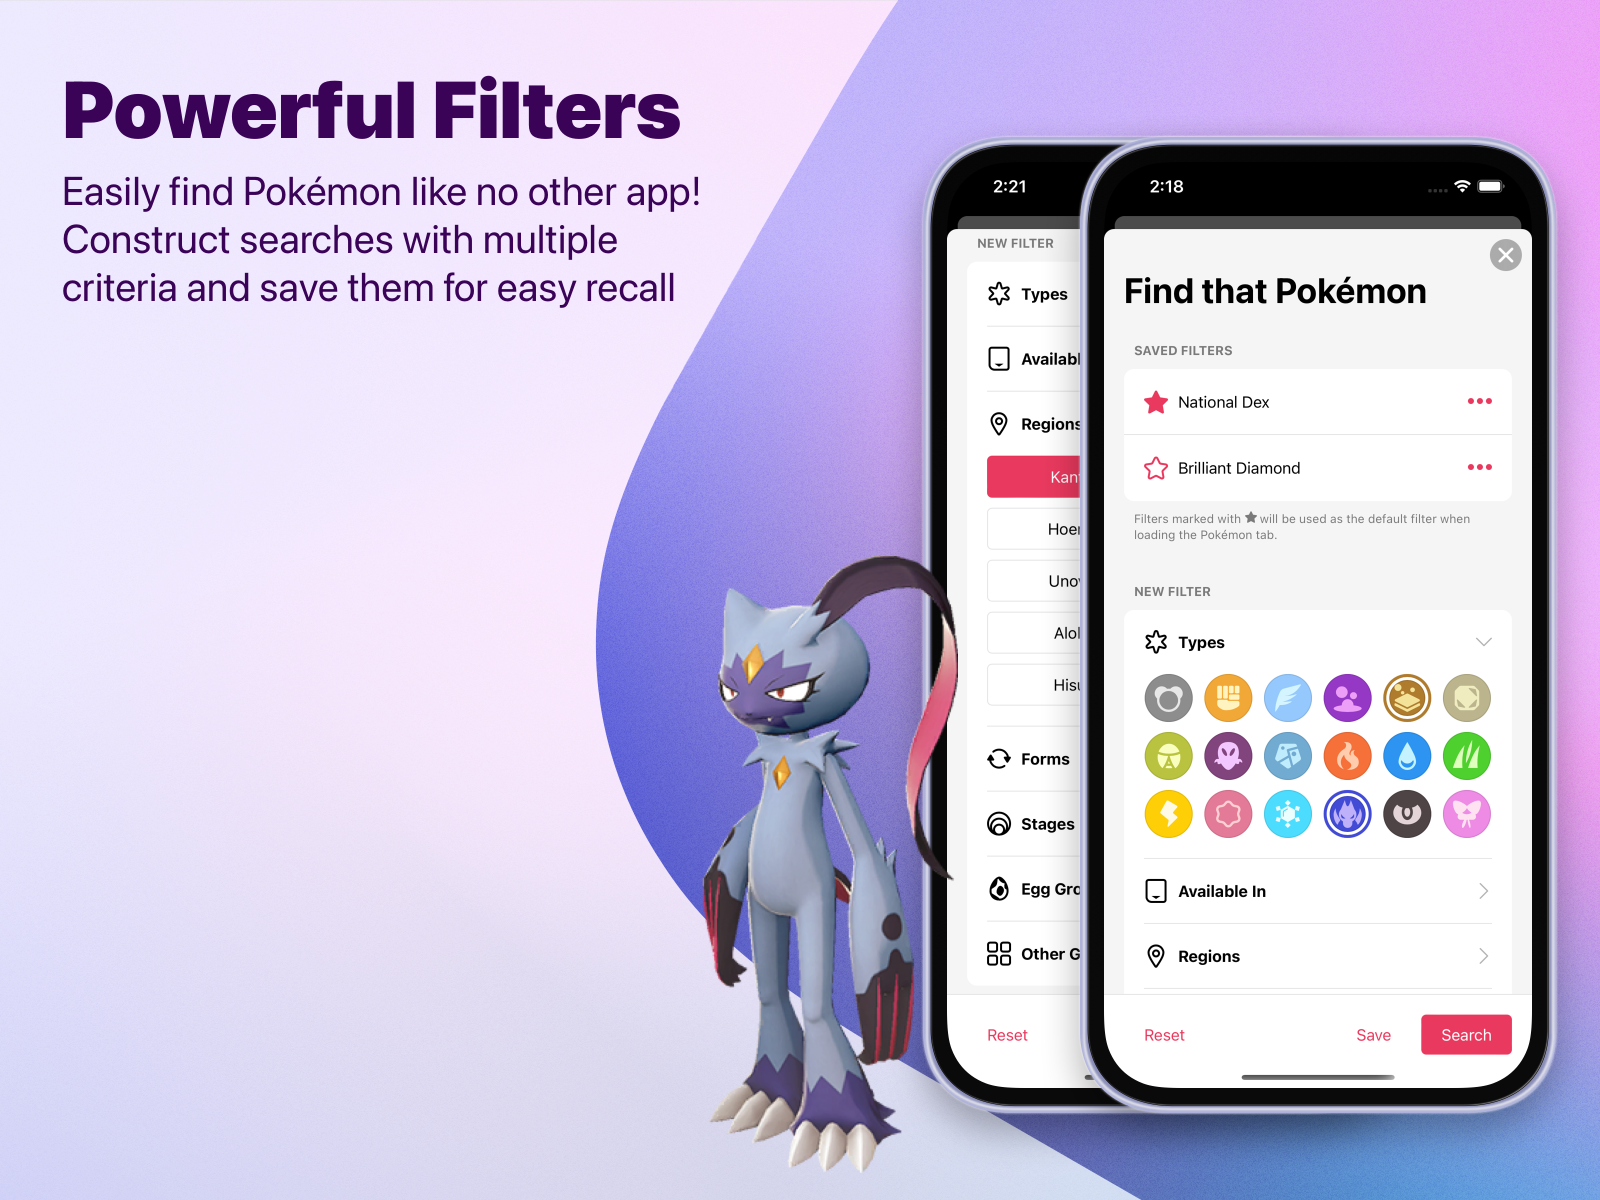 Powerful Filters
Easily find Pokémon like no other app!
Construct searches with multiple
criteria and save them for easy recall
2:21
NEW FILTER
Types
Availab
Regions
Kan
Hoe
Uno
Alo
Hisu
Forms
Stages
Egg Gro
Other G
Reset
2:18
Find that Pokémon
SAVED FILTERS
National Dex
Brilliant Diamond
Filters marked with ★ will be used as the default filter when
loading the Pokémon tab.
NEW FILTER
Types
Available In
Regions
Reset
Save
Search